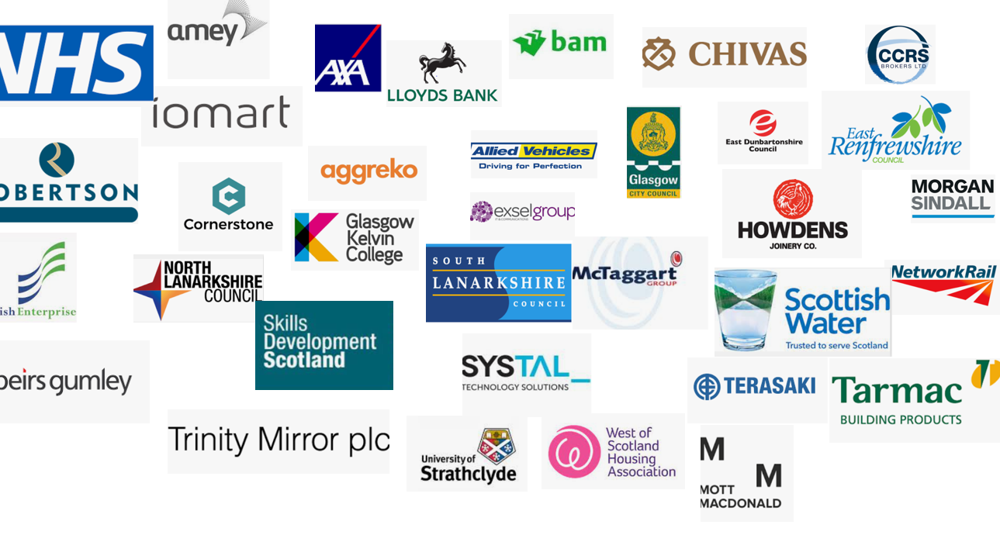 NHS
amey
AXA
LLOYDS BANK
bam
CHIVAS
CCRS
BROKERS LTD
iomart
OBERTSON
Cornerstone
aggreko
Allied Vehicles
Driving for Perfection
Glasgow
CITY COUNCIL
East Dunbartonshire
Council
East
Renfrewshire
COUNCIL
Glasgow
Kelvin
College
exselgroup
IT & COMMUNICATIONS
HOWDENS
JOINERY CO.
MORGAN
SINDALL
ish Enterprise
NORTH
LANARKSHIRE
COUNCIL
SOUTH
LANARKSHIRE
COUNCIL
McTaggart
GROUP
Scottish
Water
Trusted to serve Scotland
NetworkRail
Skills
Development
Scotland
peirs gumley
SYSTAL_
TECHNOLOGY SOLUTIONS
TERASAKI
Tarmac
BUILDING PRODUCTS
Trinity Mirror plc
University of
Strathclyde
West of
Scotland
Housing
Association
M
M
MOTT
MACDONALD